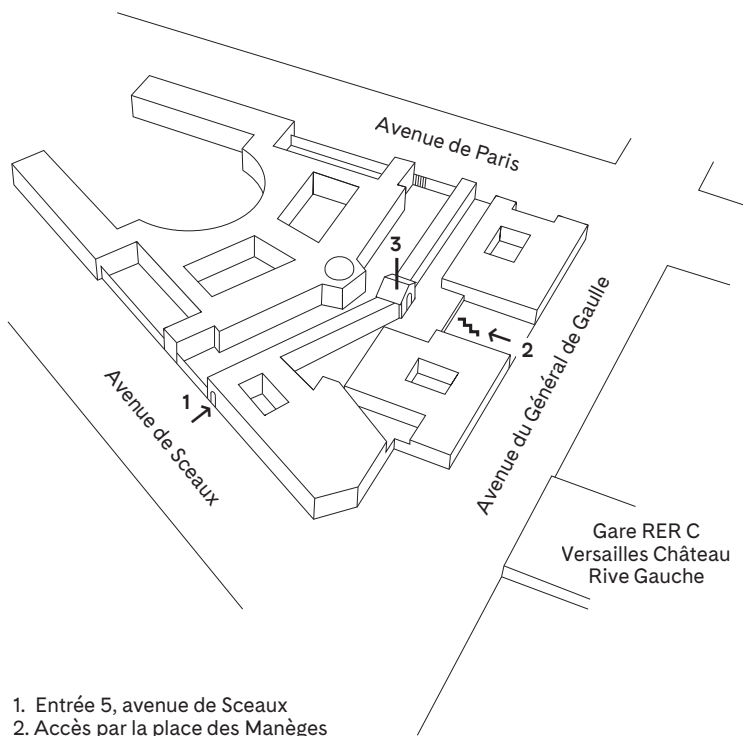 Avenue de Paris
3
2
Avenue du Général de Gaulle
1
Avenue de Sceaux
Gare RER C
Versailles Château
Rive Gauche
1. Entrée 5, avenue de Sceaux
2. Accès par la place des Manèges